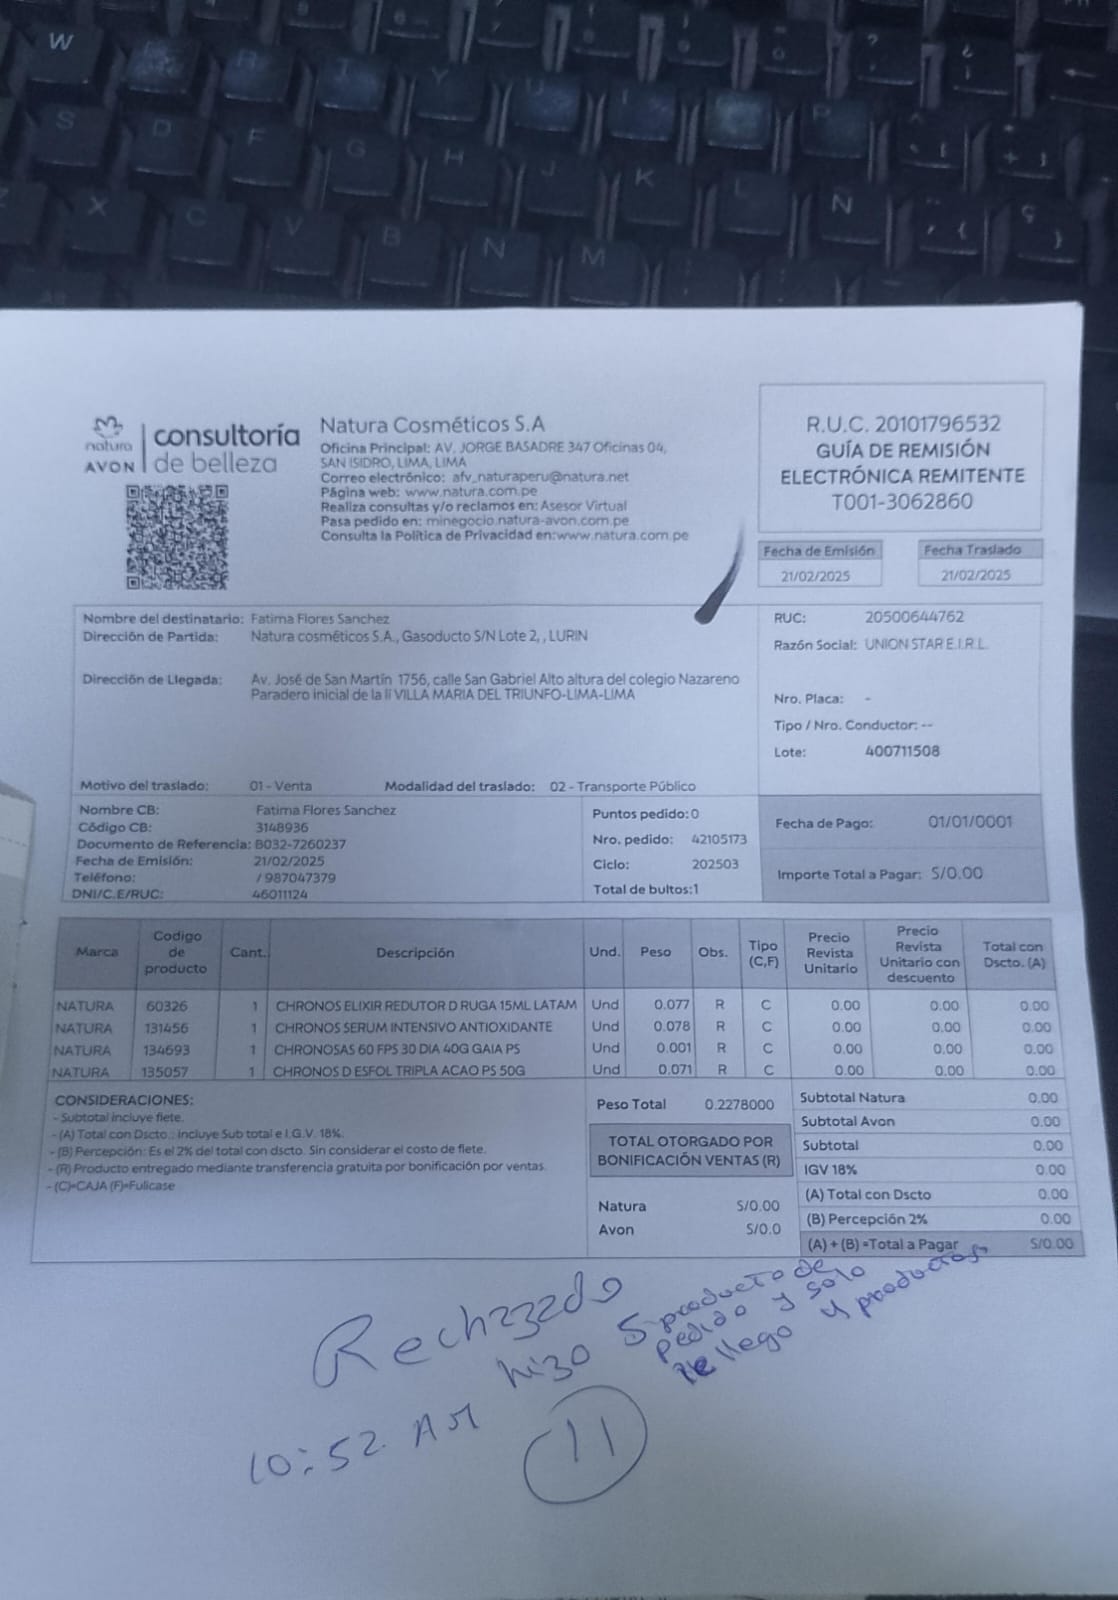 natura
AVON
consultoría
de belleza
Natura Cosméticos S.A
Oficina Principal: AV. JORGE BASADRE 347 Oficinas 04,
SAN ISIDRO, LIMA, LIMA
Correo electrónico: afv_naturaperu@natura.net
Página web: www.natura.com.pe
Realiza consultas y/o reclamos en: Asesor Virtual
Pasa pedido en: minegocio.natura-avon.com.pe
Consulta la Política de Privacidad en:www.natura.com.pe
R.U.C. 20101796532
GUÍA DE REMISIÓN
ELECTRÓNICA REMITENTE
T001-3062860
Fecha de Emisión Fecha Traslado
21/02/2025 21/02/2025
Nombre del destinatario: Fatima Flores Sanchez
Dirección de Partida: Natura cosméticos S.A., Gasoducto S/N Lote 2, , LURIN
Dirección de Llegada: Av. José de San Martín 1756, calle San Gabriel Alto altura del colegio Nazareno
Paradero inicial de la li VILLA MARIA DEL TRIUNFO-LIMA-LIMA
Motivo del traslado: 01 - Venta Modalidad del traslado: 02 - Transporte Público
RUC: 20500644762
Razón Social: UNION STAR E.I.R.L.
Nro. Placa: -
Tipo / Nro. Conductor: --
Lote: 400711508
Nombre CB: Fatima Flores Sanchez
Código CB: 3148936
Documento de Referencia: B032-7260237
Fecha de Emisión: 21/02/2025
Teléfono: / 987047379
DNI/C.E/RUC: 46011124
Puntos pedido: 0
Nro. pedido: 42105173
Ciclo: 202503
Total de bultos: 1
Fecha de Pago: 01/01/0001
Importe Total a Pagar: S/0.00
Marca Codigo de producto Cant. Descripción Und. Peso Obs. Tipo (C,F) Precio Revista Unitario Precio Revista Unitario con descuento Total con Dscto. (A)
NATURA 60326 1 CHRONOS ELIXIR REDUTOR D RUGA 15ML LATAM Und 0.077 R C 0.00 0.00 0.00
NATURA 131456 1 CHRONOS SERUM INTENSIVO ANTIOXIDANTE Und 0.078 R C 0.00 0.00 0.00
NATURA 134693 1 CHRONOSAS 60 FPS 30 DIA 40G GAIA PS Und 0.001 R C 0.00 0.00 0.00
NATURA 135057 1 CHRONOS D ESFOL TRIPLA ACAO PS 50G Und 0.071 R C 0.00 0.00 0.00
CONSIDERACIONES:
- Subtotal incluye flete.
- (A) Total con Dscto.: incluye Sub total e I.G.V. 18%.
- (B) Percepción: Es el 2% del total con dscto. Sin considerar el costo de flete.
- (R) Producto entregado mediante transferencia gratuita por bonificación por ventas.
- (C)=CAJA (F)=Fullcase
Peso Total 0.2278000
TOTAL OTORGADO POR
BONIFICACIÓN VENTAS (R)
Natura S/0.00
Avon S/0.0
Subtotal Natura 0.00
Subtotal Avon 0.00
Subtotal 0.00
IGV 18% 0.00
(A) Total con Dscto 0.00
(B) Percepción 2% 0.00
(A) + (B) =Total a Pagar S/0.00
Rechazado
10:52 AM
hizo 5 producto de
pedido y solo
le llego 4 productos
11
W
Y U I P
S D F G H J K L Ñ
X C V B N M